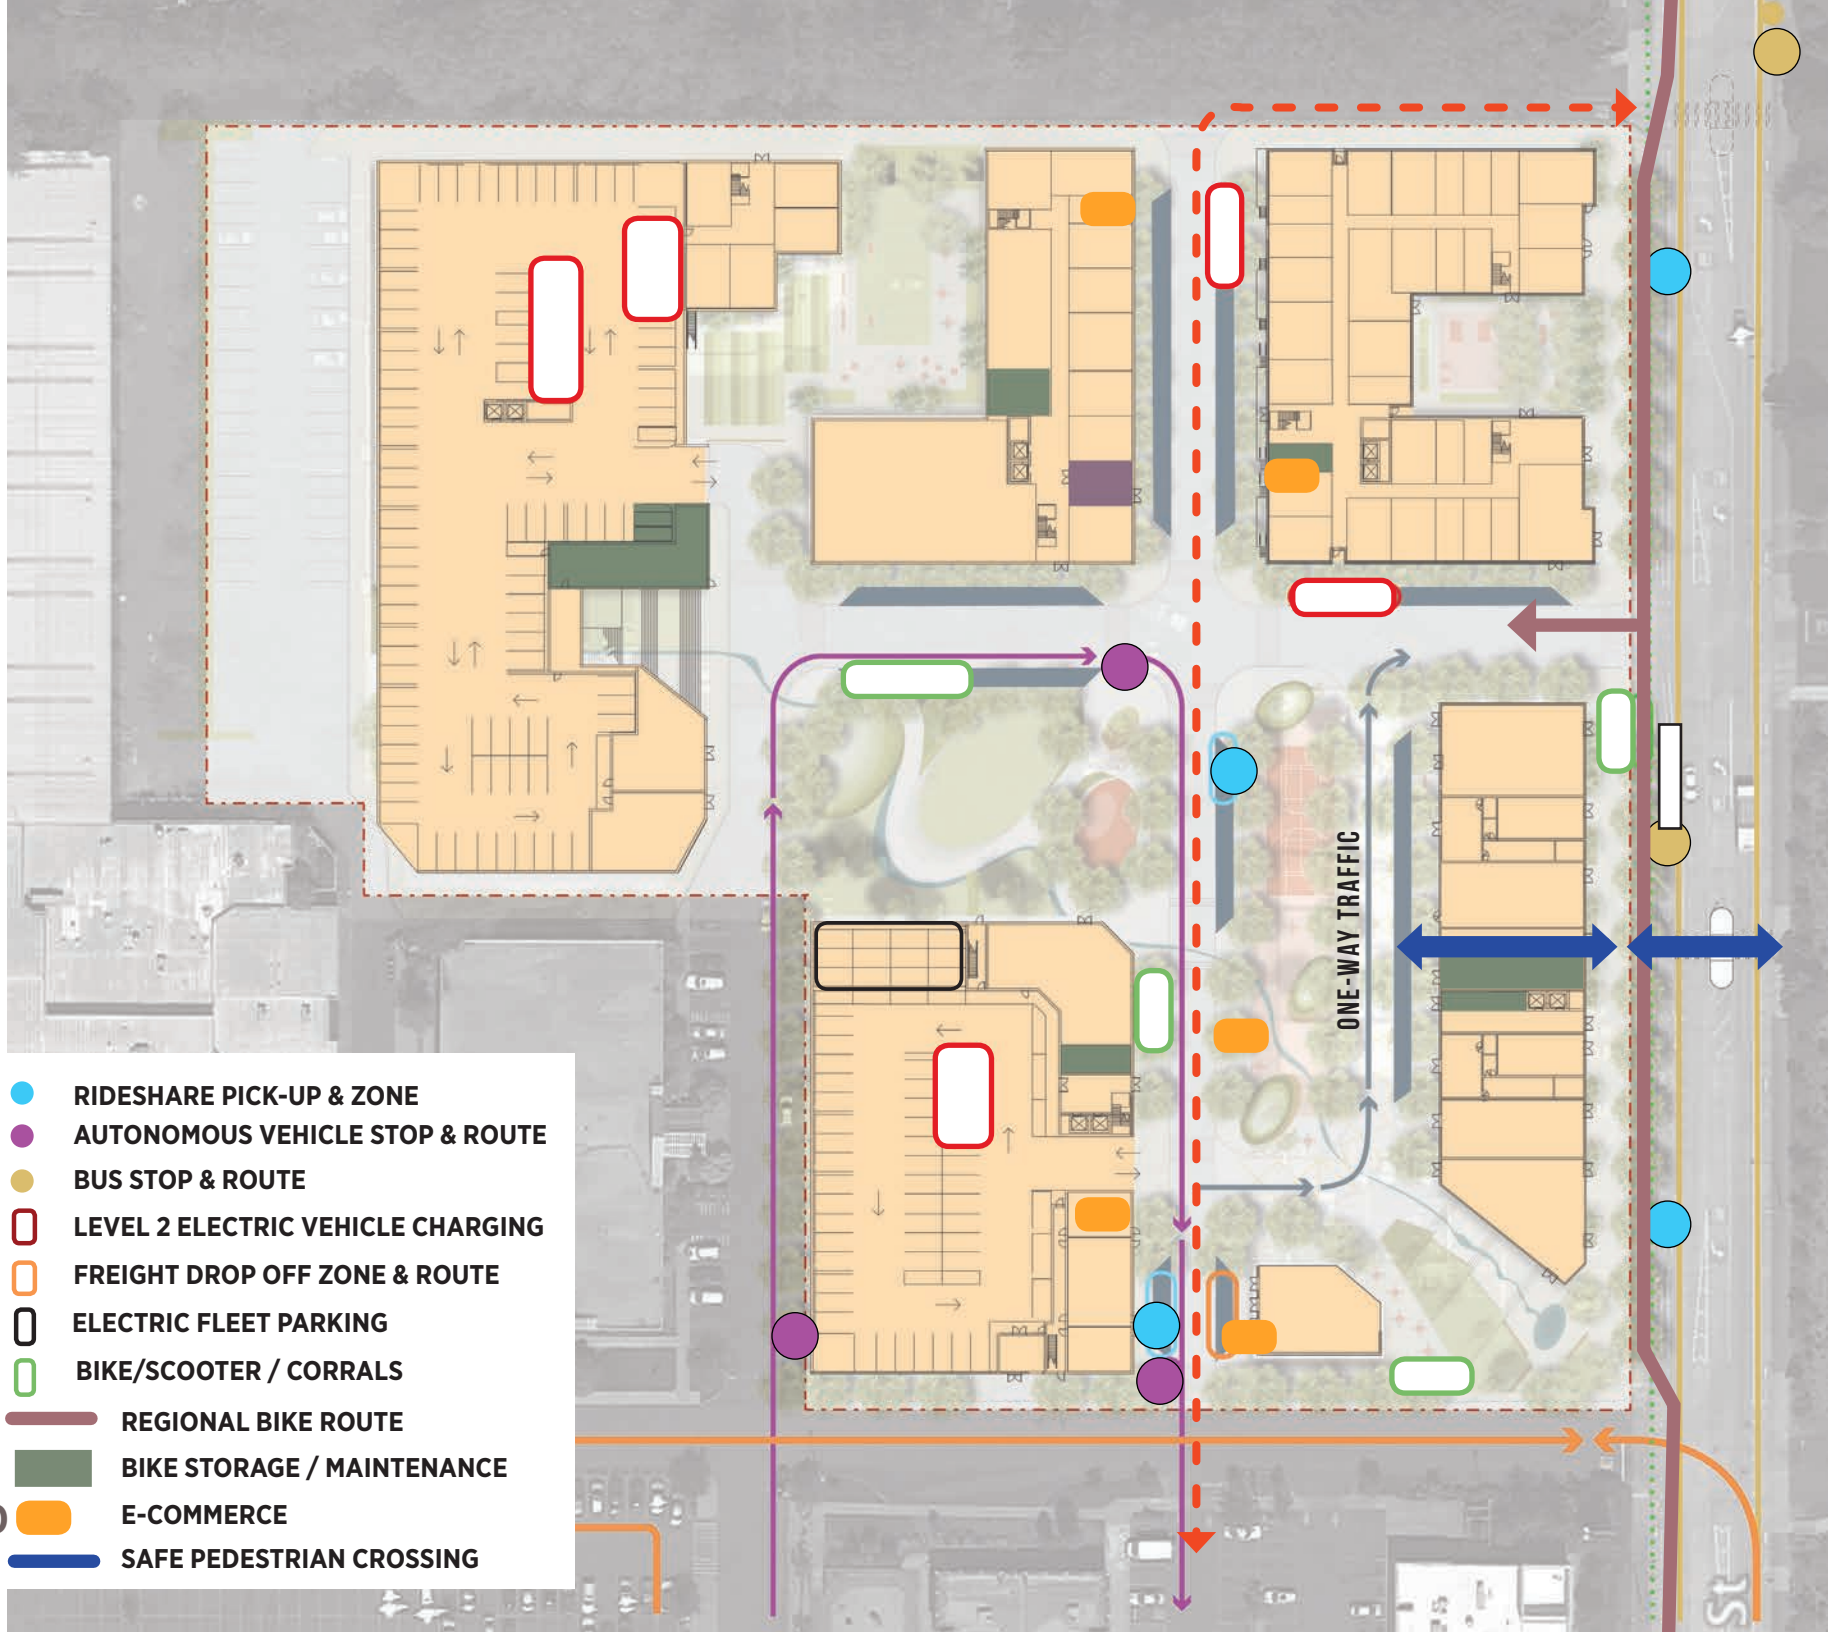 ONE-WAY TRAFFIC
RIDESHARE PICK-UP & ZONE
AUTONOMOUS VEHICLE STOP & ROUTE
BUS STOP & ROUTE
LEVEL 2 ELECTRIC VEHICLE CHARGING
FREIGHT DROP OFF ZONE & ROUTE
ELECTRIC FLEET PARKING
BIKE/SCOOTER / CORRALS
REGIONAL BIKE ROUTE
BIKE STORAGE / MAINTENANCE
E-COMMERCE
SAFE PEDESTRIAN CROSSING
St